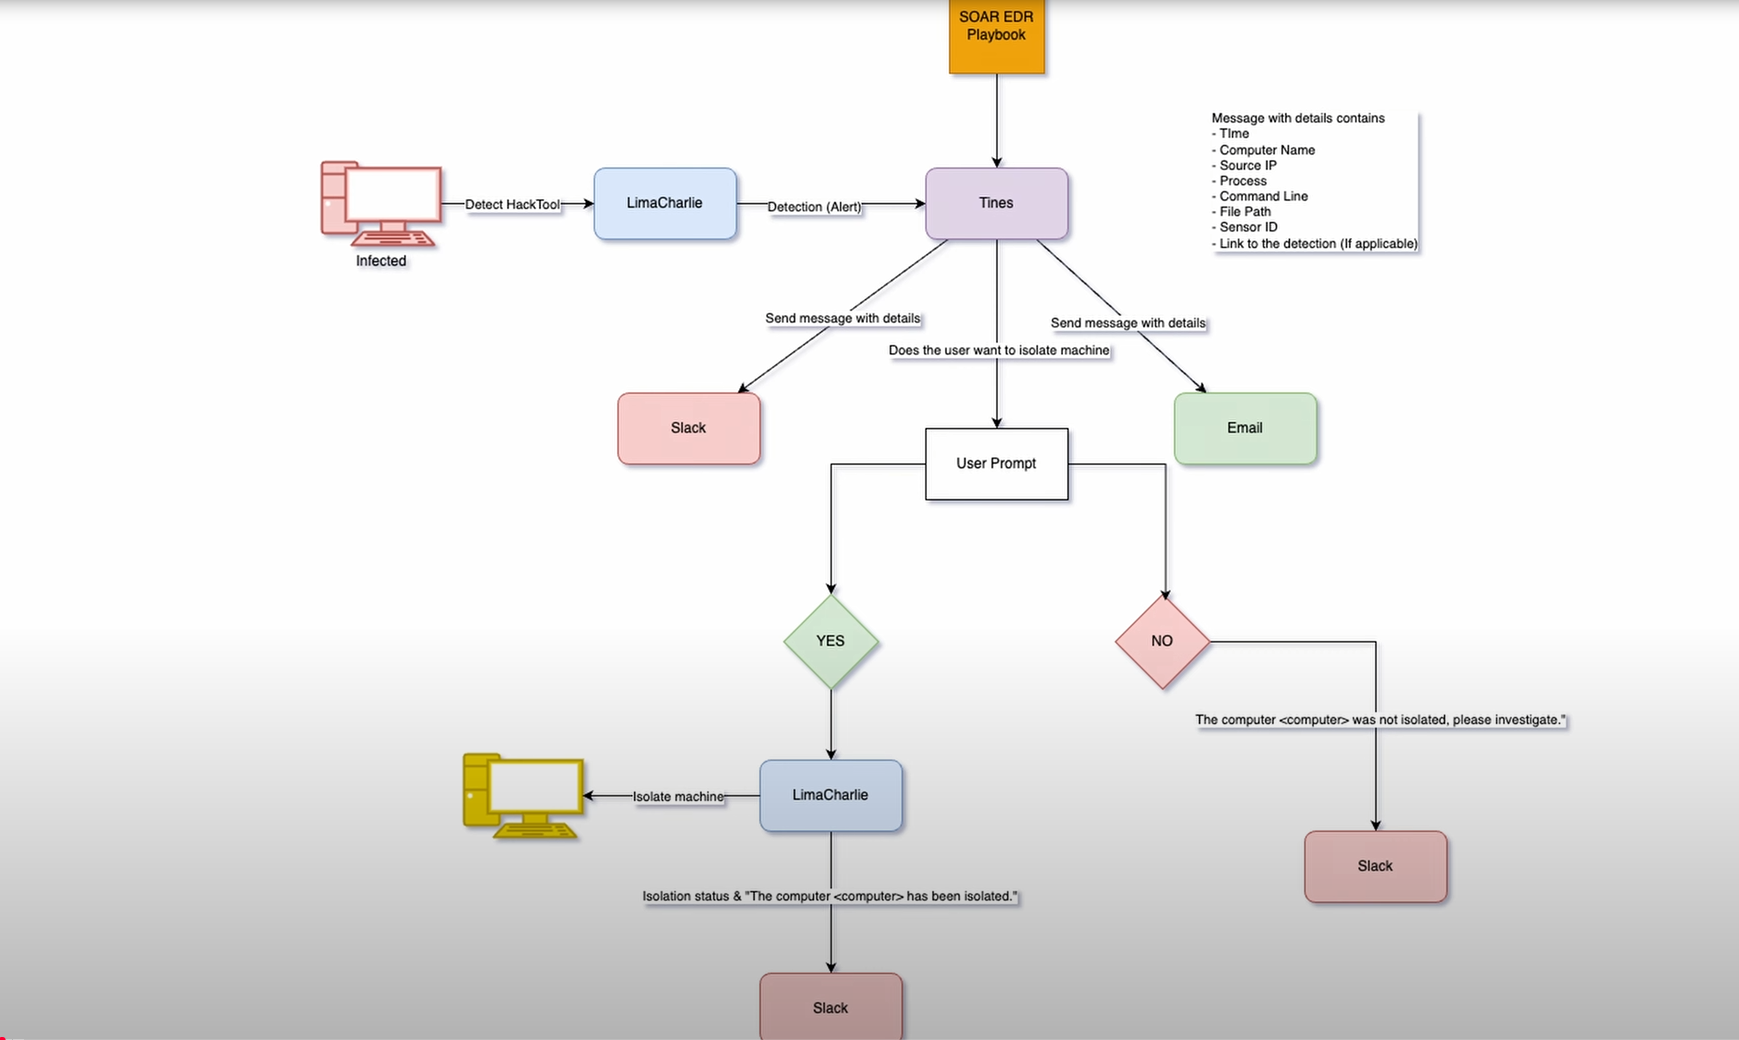 SOAR EDR
Playbook
Message with details contains
- TIme
- Computer Name
- Source IP
- Process
- Command Line
- File Path
- Sensor ID
- Link to the detection (If applicable)
Detect HackTool
LimaCharlie
Detection (Alert)
Tines
Infected
Send message with details
Does the user want to isolate machine
Send message with details
Slack
User Prompt
Email
YES
NO
The computer <computer> was not isolated, please investigate."
Isolate machine
LimaCharlie
Slack
Isolation status & "The computer <computer> has been isolated."
Slack